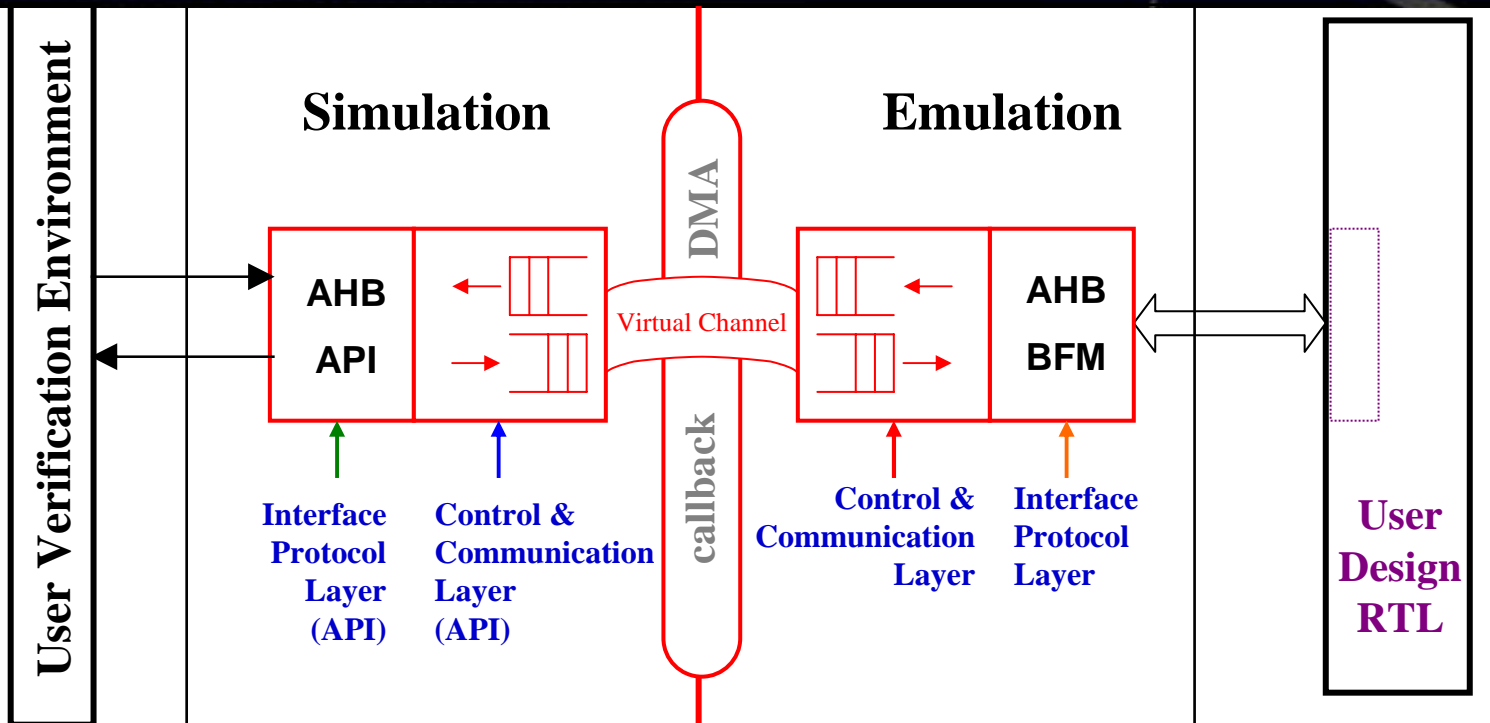 User Verification Environment
Simulation
Emulation
DMA
callback
AHB
API
Virtual Channel
AHB
BFM
Interface
Protocol
Layer
(API)
Control &
Communication
Layer
(API)
Control &
Communication
Layer
Interface
Protocol
Layer
User
Design
RTL